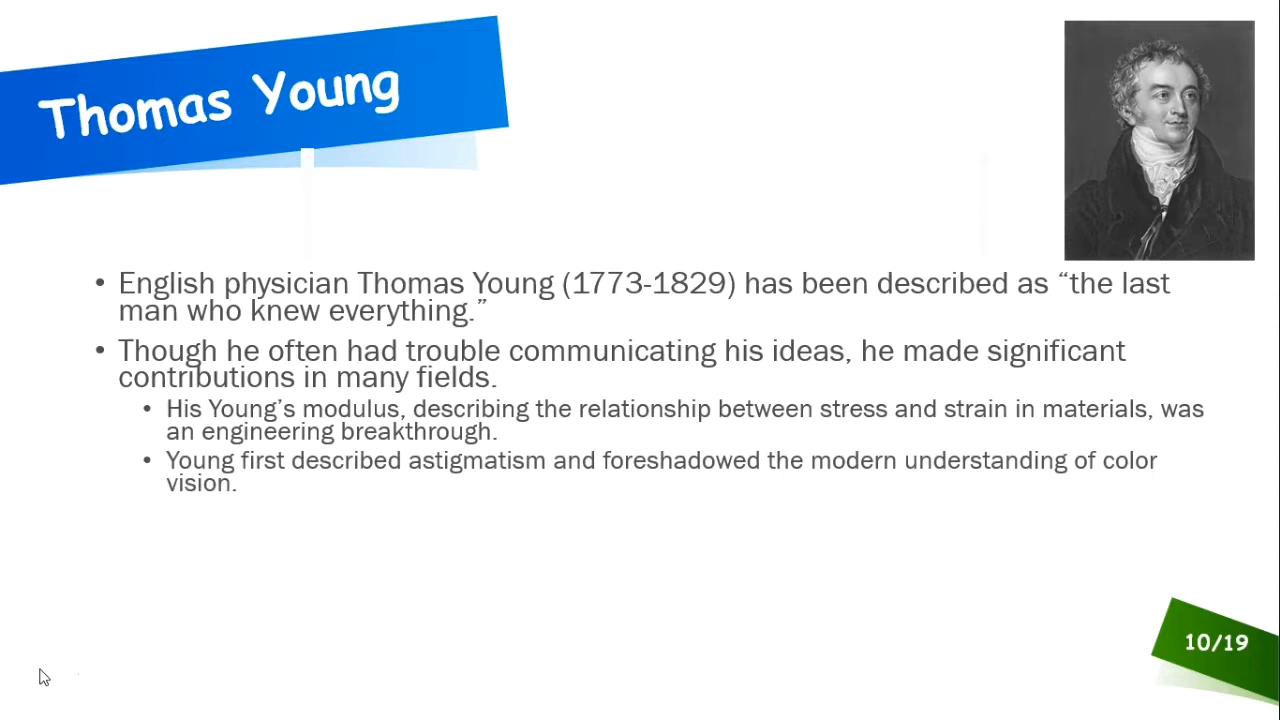 Thomas Young
English physician Thomas Young (1773-1829) has been described as “the last
man who knew everything.”
Though he often had trouble communicating his ideas, he made significant
contributions in many fields.
His Young’s modulus, describing the relationship between stress and strain in materials, was
an engineering breakthrough.
Young first described astigmatism and foreshadowed the modern understanding of color
vision.
10/19